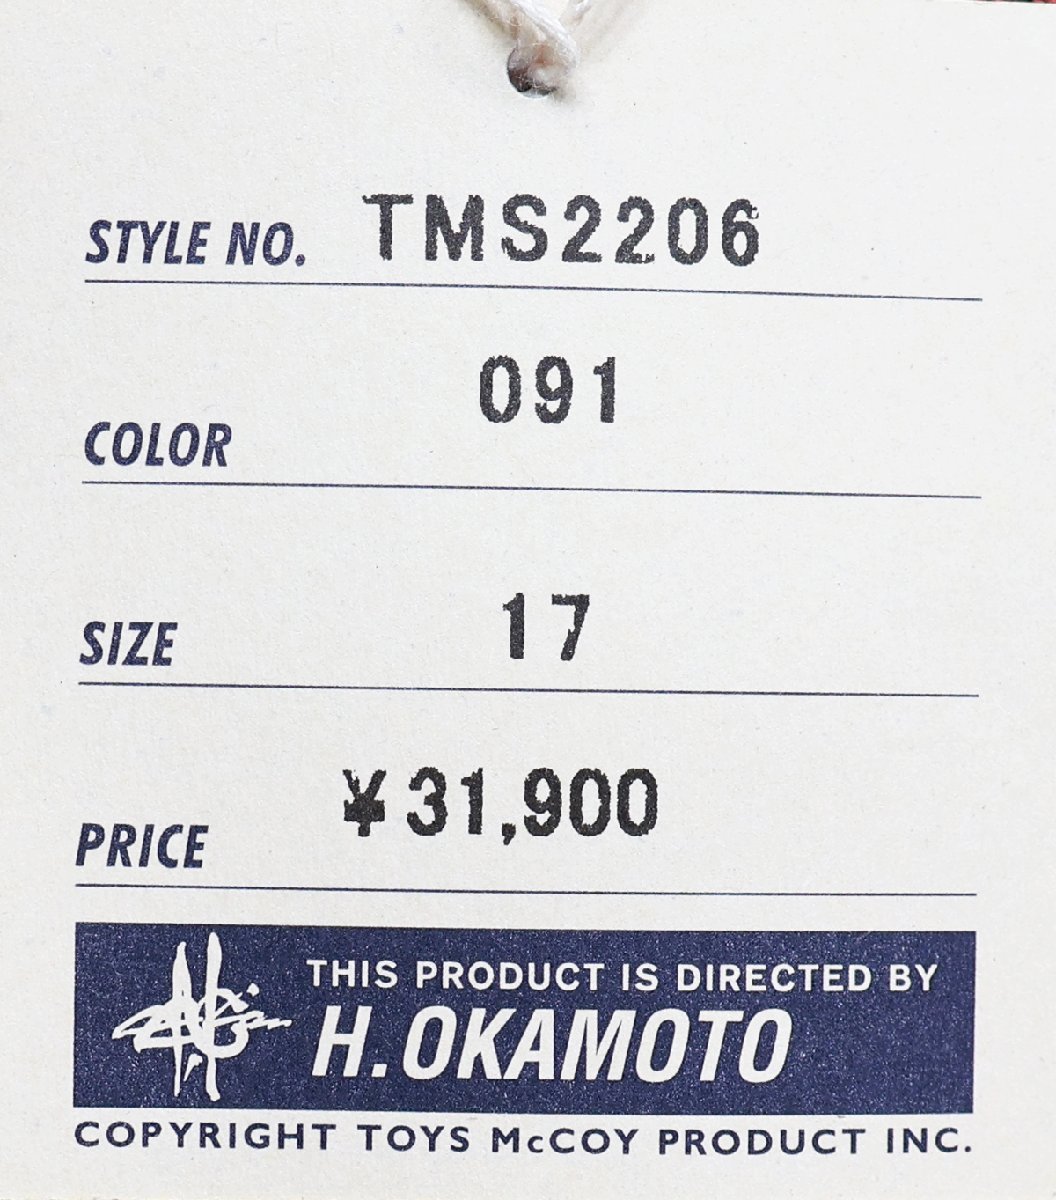 STYLE NO. TMS2206
COLOR 091
SIZE 17
PRICE ¥31,900
THIS PRODUCT IS DIRECTED BY
H.OKAMOTO
COPYRIGHT TOYS McCOY PRODUCT INC.